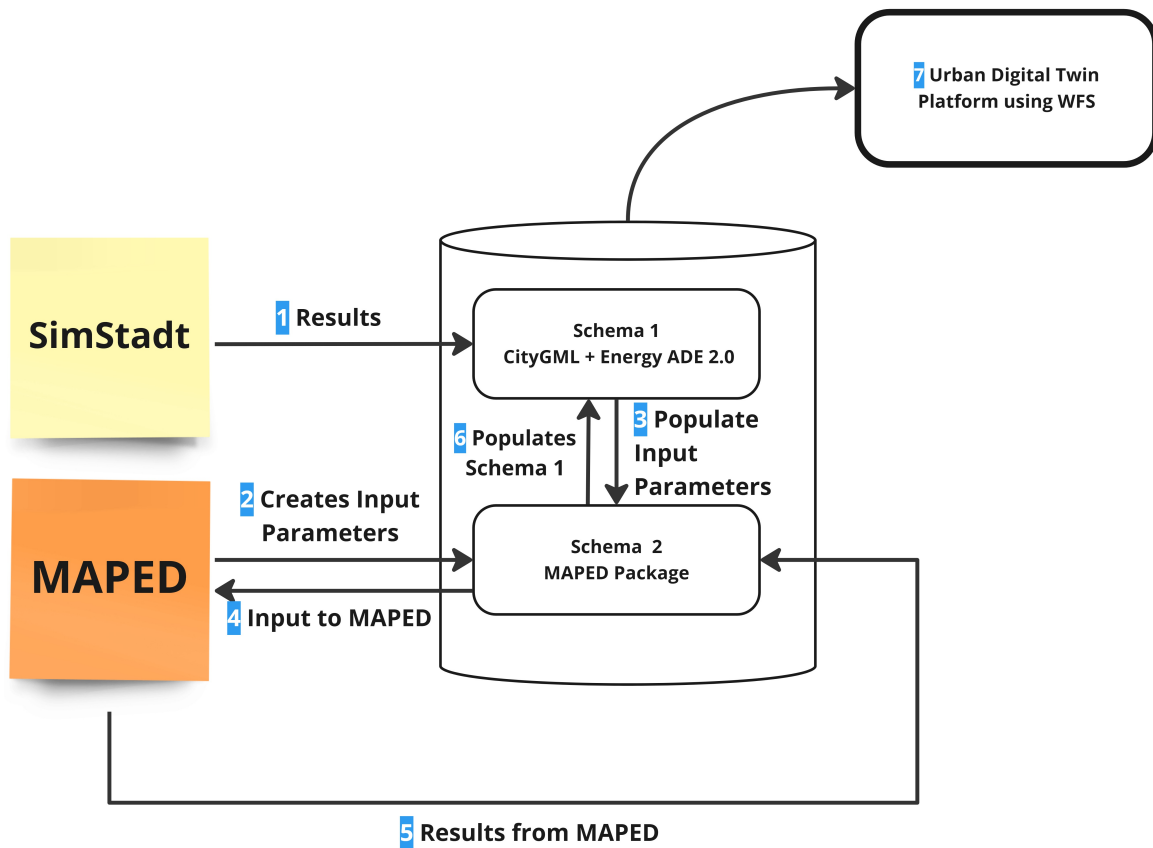 7 Urban Digital Twin
Platform using WFS
SimStadt
1 Results
Schema 1
CityGML + Energy ADE 2.0
6 Populates
Schema 1
3 Populate
Input
Parameters
2 Creates Input
Parameters
MAPED
Schema 2
MAPED Package
4 Input to MAPED
5 Results from MAPED